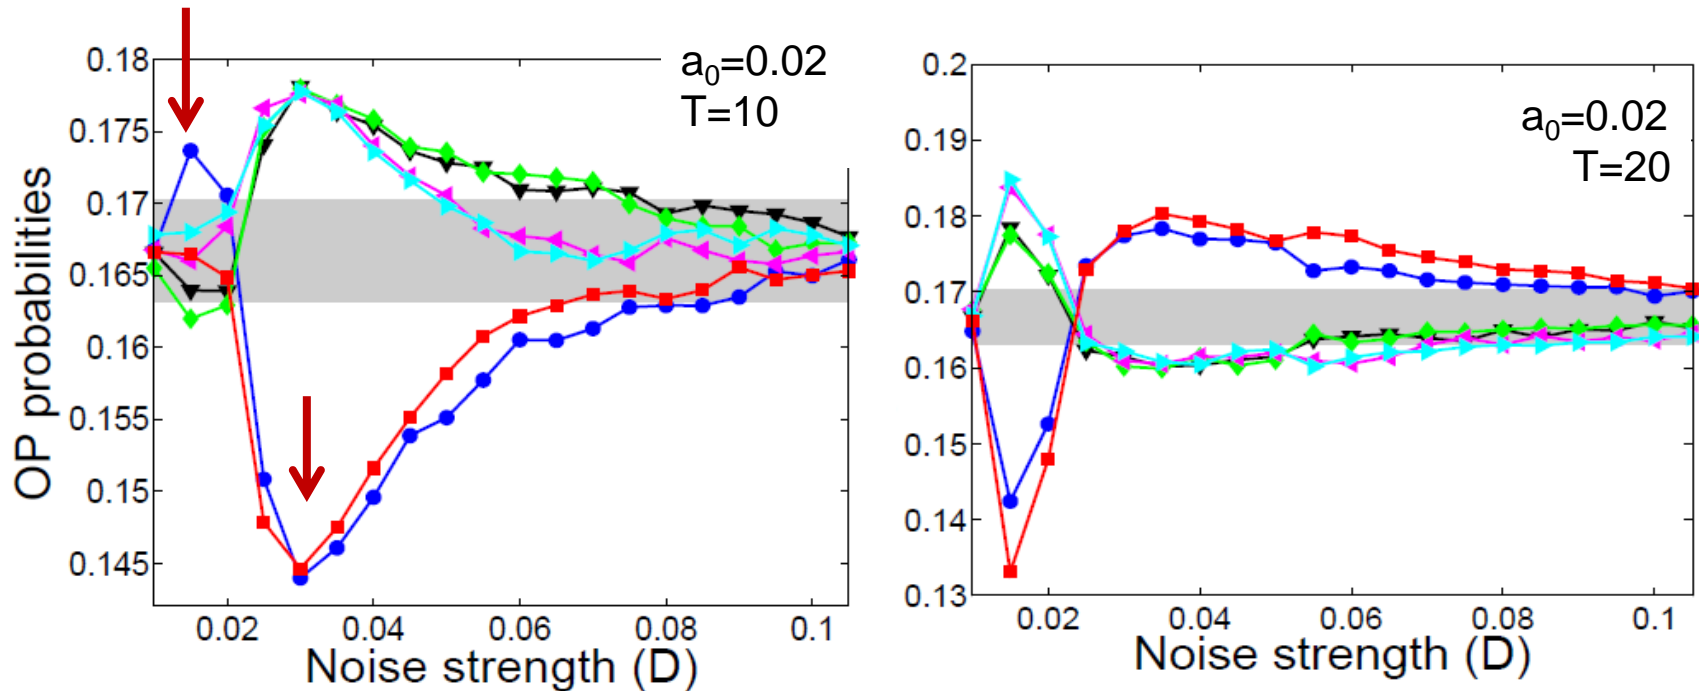 a₀=0.02
T=10
0.18
0.175
0.17
0.165
0.16
0.155
0.15
0.145
0.02 0.04 0.06 0.08 0.1
OP probabilities
Noise strength (D)
a₀=0.02
T=20
0.2
0.19
0.18
0.17
0.16
0.15
0.14
0.13
0.02 0.04 0.06 0.08 0.1
Noise strength (D)